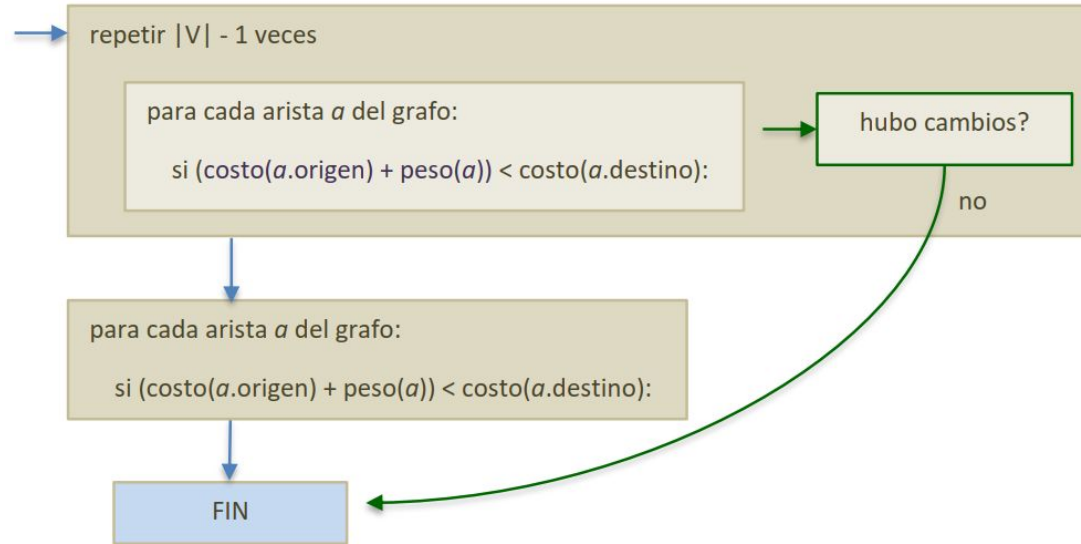 repetir |V| - 1 veces
para cada arista a del grafo:
si (costo(a.origen) + peso(a)) < costo(a.destino):
hubo cambios?
no
para cada arista a del grafo:
si (costo(a.origen) + peso(a)) < costo(a.destino):
FIN